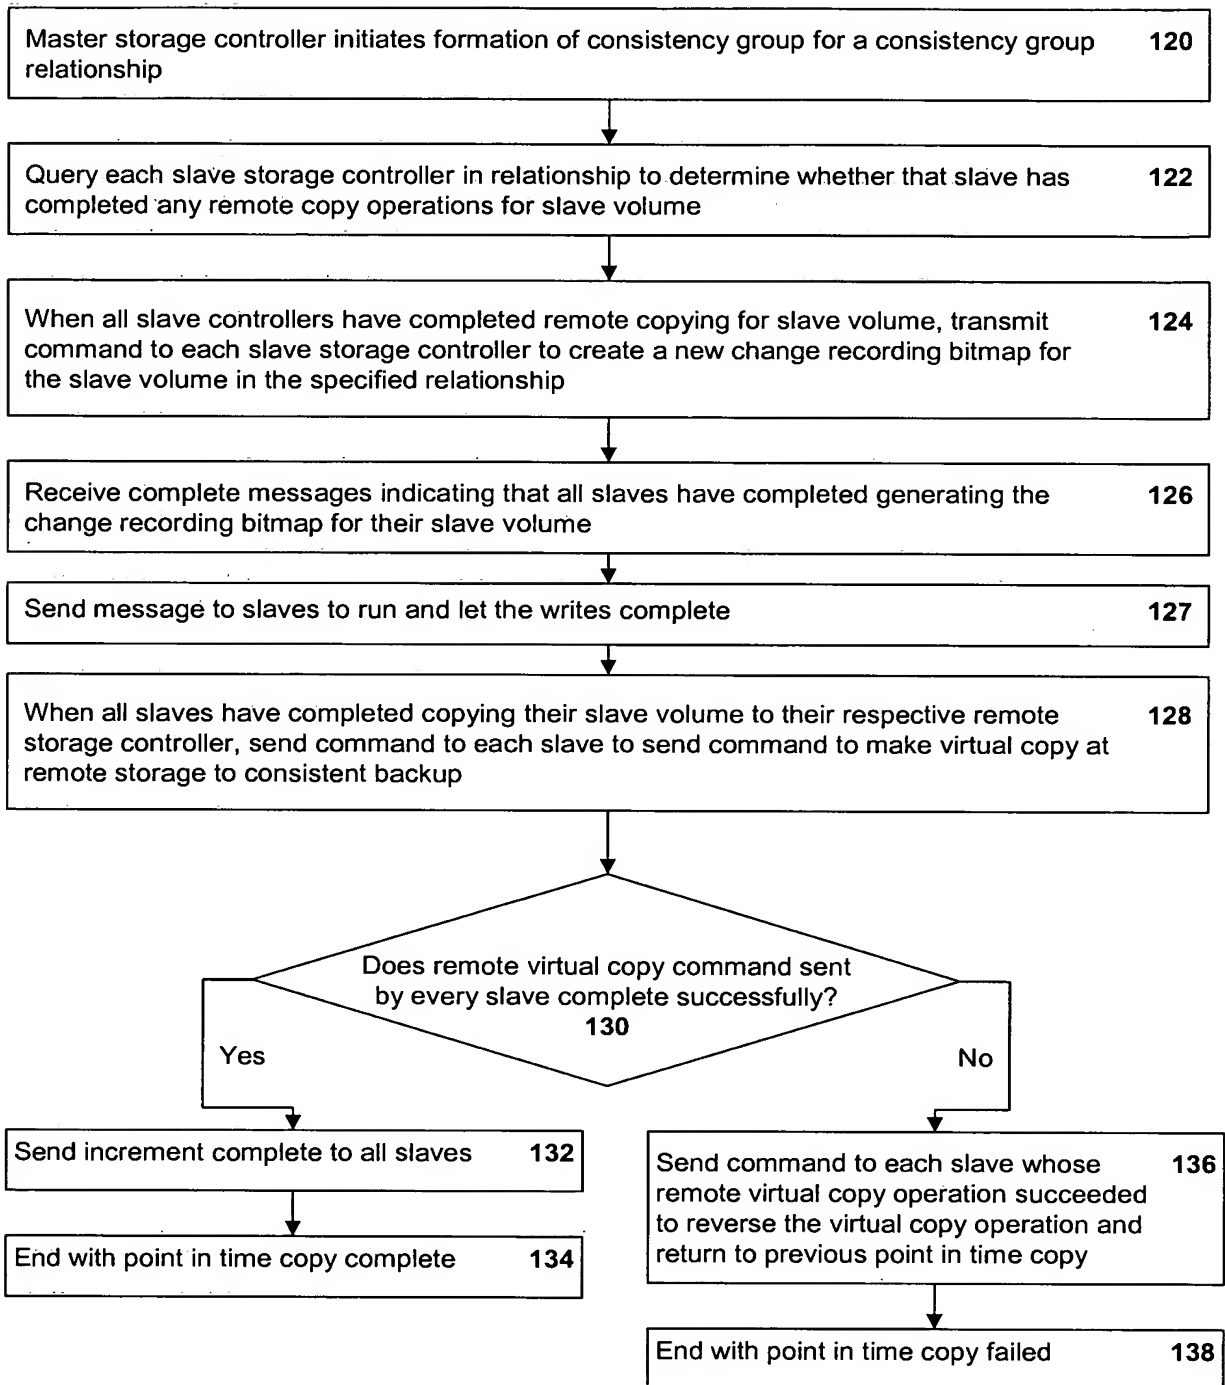 Master storage controller initiates formation of consistency group for a consistency group 120
relationship
Query each slave storage controller in relationship to determine whether that slave has 122
completed any remote copy operations for slave volume
When all slave controllers have completed remote copying for slave volume, transmit 124
command to each slave storage controller to create a new change recording bitmap for
the slave volume in the specified relationship
Receive complete messages indicating that all slaves have completed generating the 126
change recording bitmap for their slave volume
Send message to slaves to run and let the writes complete 127
When all slaves have completed copying their slave volume to their respective remote 128
storage controller, send command to each slave to send command to make virtual copy at
remote storage to consistent backup
Does remote virtual copy command sent
by every slave complete successfully?
130
Yes
No
Send increment complete to all slaves 132
End with point in time copy complete 134
Send command to each slave whose 136
remote virtual copy operation succeeded
to reverse the virtual copy operation and
return to previous point in time copy
End with point in time copy failed 138